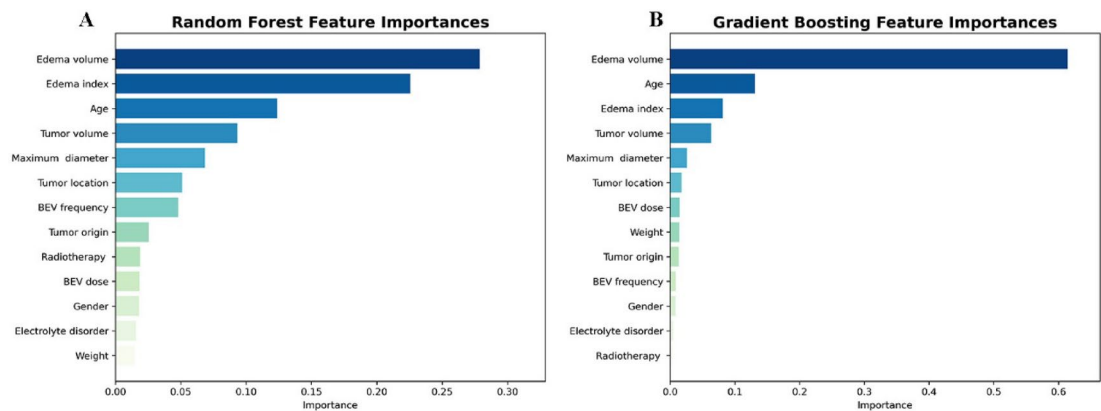 A
Random Forest Feature Importances
Edema volume
Edema index
Age
Tumor volume
Maximum diameter
Tumor location
BEV frequency
Tumor origin
Radiotherapy
BEV dose
Gender
Electrolyte disorder
Weight
0.00 0.05 0.10 0.15 0.20 0.25 0.30
Importance
B
Gradient Boosting Feature Importances
Edema volume
Age
Edema index
Tumor volume
Maximum diameter
Tumor location
BEV dose
Weight
Tumor origin
BEV frequency
Gender
Electrolyte disorder
Radiotherapy
0.0 0.1 0.2 0.3 0.4 0.5 0.6
Importance